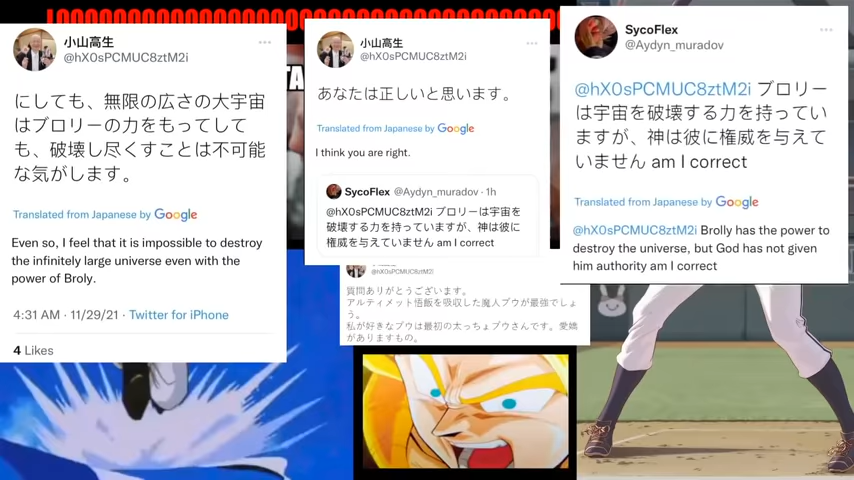 小山高生
@hX0sPCMUC8ztM2i
にしても、無限の広さの大宇宙
はブロリーの力をもってして
も、破壊し尽くすことは不可能
な気がします。
Translated from Japanese by Google
Even so, I feel that it is impossible to destroy
the infinitely large universe even with the
power of Broly.
4:31 AM · 11/29/21 · Twitter for iPhone
4 Likes
小山高生
@hX0sPCMUC8ztM2i
あなたは正しいと思います。
Translated from Japanese by Google
I think you are right.
SycoFlex @Aydyn_muradov · 1h
@hX0sPCMUC8ztM2i ブロリーは宇宙を
破壊する力を持っていますが、神は彼に
権威を与えていません am I correct
@hX0sPCMUC8ztM2i
質問ありがとうございます。
アルティメット悟飯を吸収した魔人ブウが最強でしょ
う。
私が好きなブウは最初の太っちょブウさんです。愛嬌
がありますもの。
SycoFlex
@Aydyn_muradov
@hX0sPCMUC8ztM2i ブロリー
は宇宙を破壊する力を持ってい
ますが、神は彼に権威を与えて
いません am I correct
Translated from Japanese by Google
@hX0sPCMUC8ztM2i Brolly has the power to
destroy the universe, but God has not given
him authority am I correct